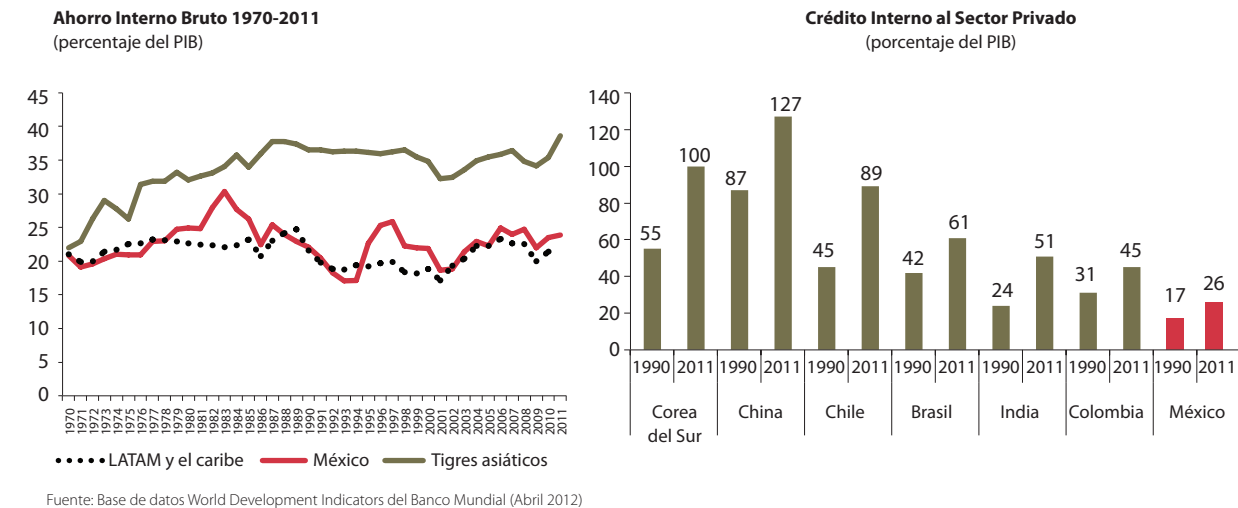 Ahorro Interno Bruto 1970-2011
(percentaje del PIB)
45
40
35
30
25
20
15
10
5
0
1970 1971 1972 1973 1974 1975 1976 1977 1978 1979 1980 1981 1982 1983 1984 1985 1986 1987 1988 1989 1990 1991 1992 1993 1994 1995 1996 1997 1998 1999 2000 2001 2002 2003 2004 2005 2006 2007 2008 2009 2010 2011
LATAM y el caribe México Tigres asiáticos
Crédito Interno al Sector Privado
(porcentaje del PIB)
140
120
100
80
60
40
20
0
55 100 87 127 45 89 42 61 24 51 31 45 17 26
1990 2011 1990 2011 1990 2011 1990 2011 1990 2011 1990 2011 1990 2011
Corea China Chile Brasil India Colombia México
del Sur
Fuente: Base de datos World Development Indicators del Banco Mundial (Abril 2012)